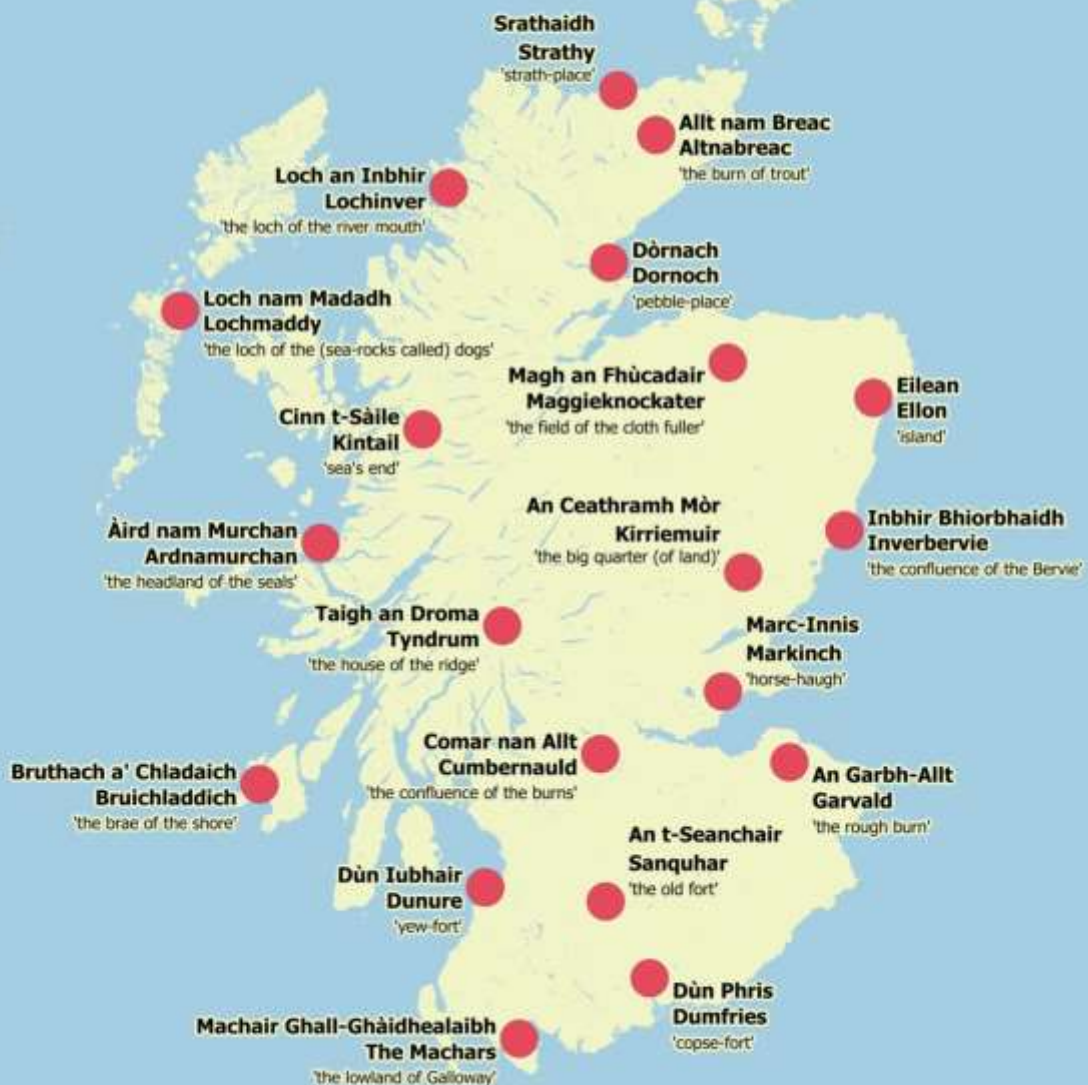 Srathaidh
Strathy
'strath-place'
Allt nam Breac
Altnabreac
'the burn of trout'
Loch an Inbhir
Lochinver
'the loch of the river mouth'
Dòrnach
Dornoch
'pebble-place'
Loch nam Madadh
Lochmaddy
'the loch of the (sea-rocks called) dogs'
Magh an Fhùcadair
Maggieknockater
'the field of the cloth fuller'
Eilean
Ellon
'island'
Cinn t-Sàile
Kintail
'sea's end'
An Ceathramh Mòr
Kirriemuir
'the big quarter (of land)'
Inbhir Bhiorbhaidh
Inverbervie
'the confluence of the Bervie'
Àird nam Murchan
Ardnamurchan
'the headland of the seals'
Taigh an Droma
Tyndrum
'the house of the ridge'
Marc-Innis
Markinch
'horse-haugh'
Comar nan Allt
Cumbernauld
'the confluence of the burns'
Bruthach a' Chladaich
Bruichladdich
'the brae of the shore'
An Garbh-Allt
Garvald
'the rough burn'
An t-Seanchair
Sanquhar
'the old fort'
Dùn Iubhair
Dunure
'yew-fort'
Dùn Phris
Dumfries
'copse-fort'
Machair Ghall-Ghàidhealaibh
The Machars
'the lowland of Galloway'